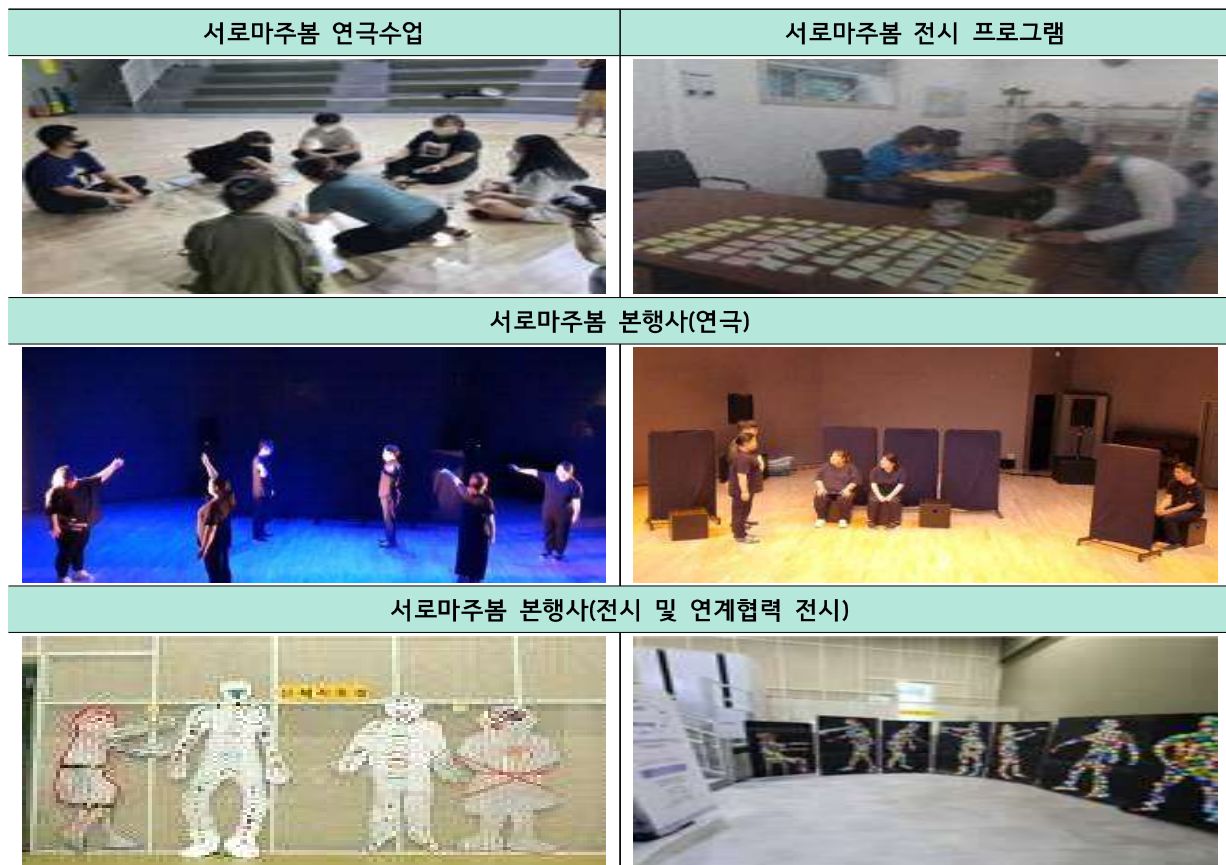 서로마주봄 연극수업
서로마주봄 전시 프로그램
서로마주봄 본행사(연극)
서로마주봄 본행사(전시 및 연계협력 전시)